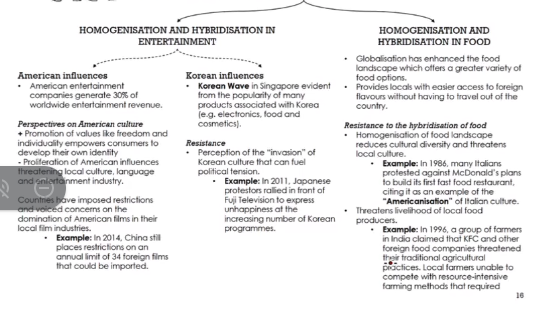 HOMOGENISATION AND HYBRIDISATION IN
ENTERTAINMENT
American influences
• American entertainment
companies generate 30% of
worldwide entertainment revenue.
Perspectives on American culture
+ Promotion of values like freedom and
individuality empowers consumers to
develop their own identity
- Proliferation of American influences
threatening local culture, language
and entertainment industry.
Countries have imposed restrictions
and voiced concerns on the
domination of American films in their
local film industries.
• Example: In 2014, China still
places restrictions on an
annual limit of 34 foreign films
that could be imported.
Korean influences
• Korean Wave in Singapore evident
from the popularity of many
products associated with Korea
(e.g. electronics, food and
cosmetics).
Resistance
• Perception of the "invasion" of
Korean culture that can fuel
political tension.
• Example: In 2011, Japanese
protestors rallied in front of
Fuji Television to express
unhappiness at the
increasing number of Korean
programmes.
HOMOGENISATION AND
HYBRIDISATION IN FOOD
• Globalisation has enhanced the food
landscape which offers a greater variety of
food options.
• Provides locals with easier access to foreign
flavours without having to travel out of the
country.
Resistance to the hybridisation of food
• Homogenisation of food landscape
reduces cultural diversity and threatens
local culture.
• Example: In 1986, many Italians
protested against McDonald's plans
to build its first fast food restaurant,
citing it as an example of the
"Americanisation" of Italian culture.
• Threatens livelihood of local food
producers.
• Example: In 1996, a group of farmers
in India claimed that KFC and other
foreign food companies threatened
their traditional agricultural
practices. Local farmers unable to
compete with resource-intensive
farming methods that required
16